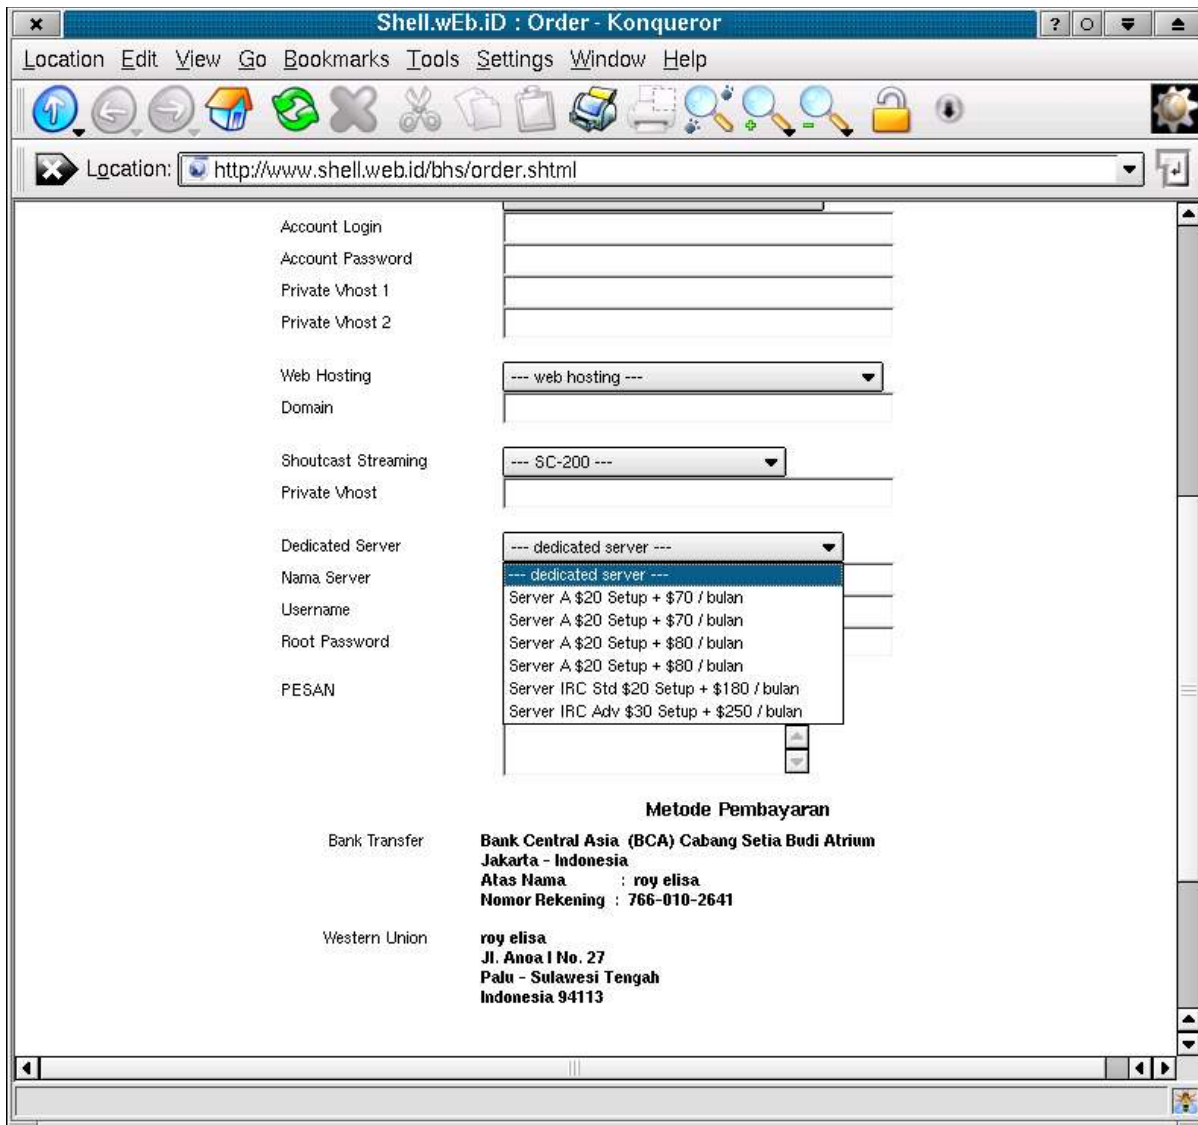 Shell.wEb.iD : Order - Konqueror
?
Location Edit View Go Bookmarks Tools Settings Window Help
Location: http://www.shell.web.id/bhs/order.shtml
Account Login
Account Password
Private Vhost 1
Private Vhost 2
Web Hosting --- web hosting ---
Domain
Shoutcast Streaming --- SC-200 ---
Private Vhost
Dedicated Server --- dedicated server ---
Nama Server --- dedicated server ---
Server A $20 Setup + $70 / bulan
Username Server A $20 Setup + $70 / bulan
Root Password Server A $20 Setup + $80 / bulan
Server A $20 Setup + $80 / bulan
PESAN Server IRC Std $20 Setup + $180 / bulan
Server IRC Adv $30 Setup + $250 / bulan
Metode Pembayaran
Bank Transfer Bank Central Asia (BCA) Cabang Setia Budi Atrium
Jakarta - Indonesia
Atas Nama : roy elisa
Nomor Rekening : 766-010-2641
Western Union roy elisa
Jl. Anoa I No. 27
Palu - Sulawesi Tengah
Indonesia 94113